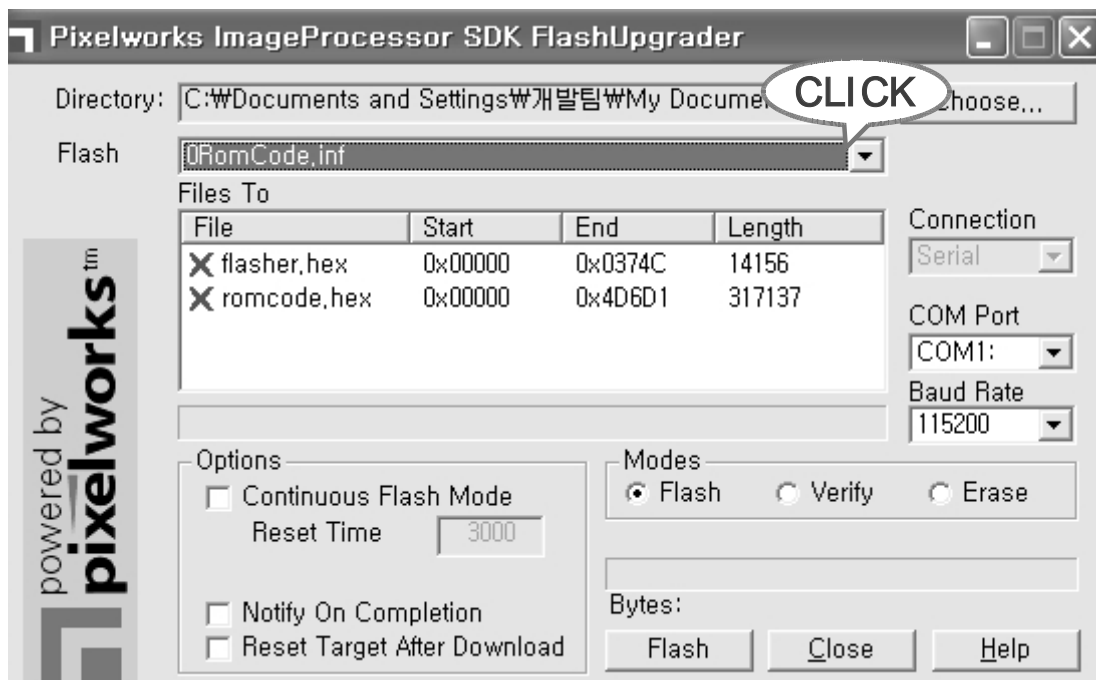 Pixelworks ImageProcessor SDK FlashUpgrader
Directory: C:₩Documents and Settings₩개발팀₩My Docume
CLICK
hoose...
Flash 0RomCode.inf
Files To
File Start End Length
flasher.hex 0x00000 0x0374C 14156
romcode.hex 0x00000 0x4D6D1 317137
Connection
Serial
COM Port
COM1:
Baud Rate
115200
powered by
pixelworks™
Options
Continuous Flash Mode
Reset Time 3000
Notify On Completion
Reset Target After Download
Modes
Flash Verify Erase
Bytes:
Flash Close Help